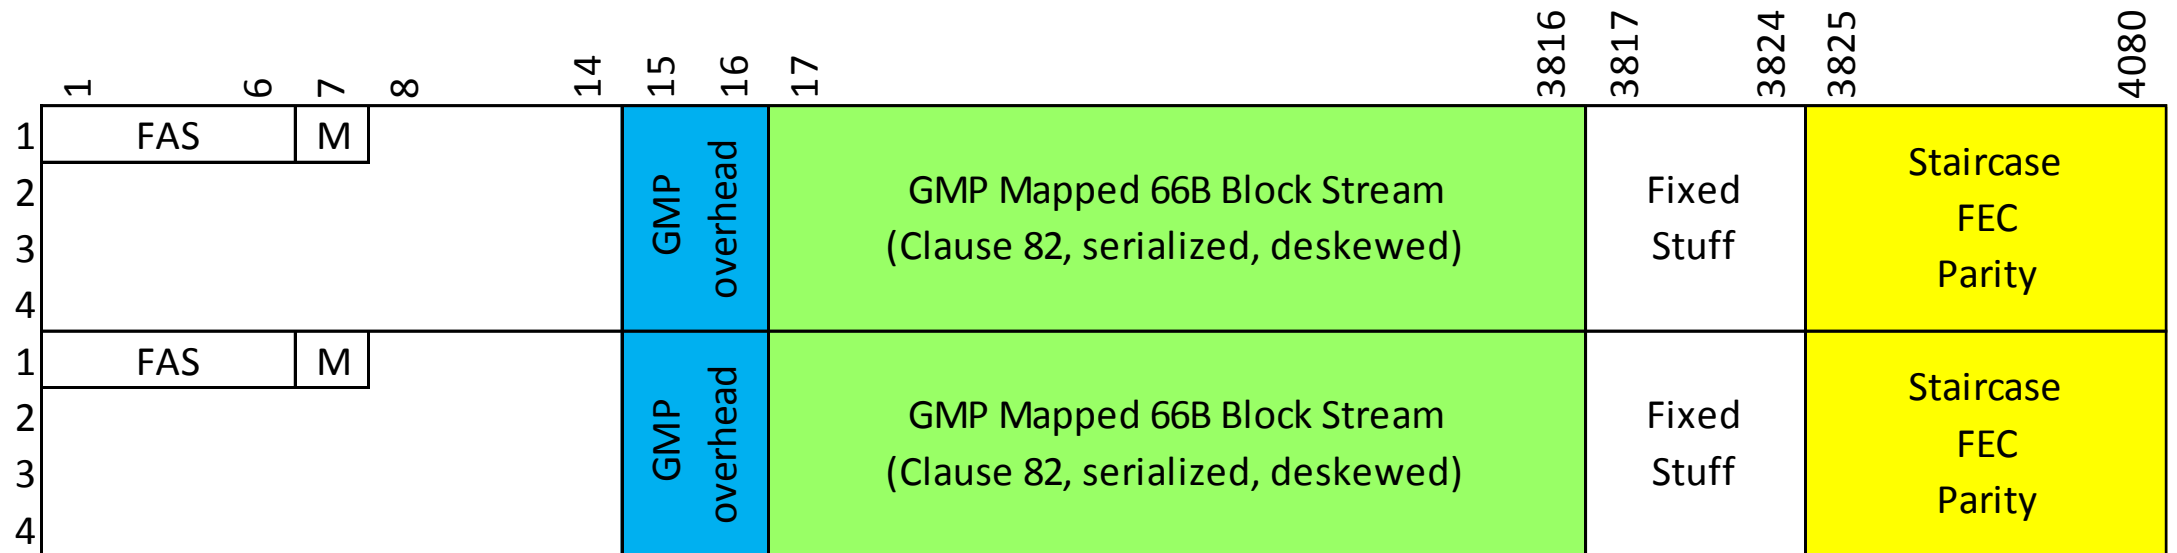 1 6 7 8 14 15 16 17 3816 3817 3824 3825 4080
1 FAS M
2
3
4
GMP
overhead
GMP Mapped 66B Block Stream
(Clause 82, serialized, deskewed)
Fixed
Stuff
Staircase
FEC
Parity
1 FAS M
2
3
4
GMP
overhead
GMP Mapped 66B Block Stream
(Clause 82, serialized, deskewed)
Fixed
Stuff
Staircase
FEC
Parity